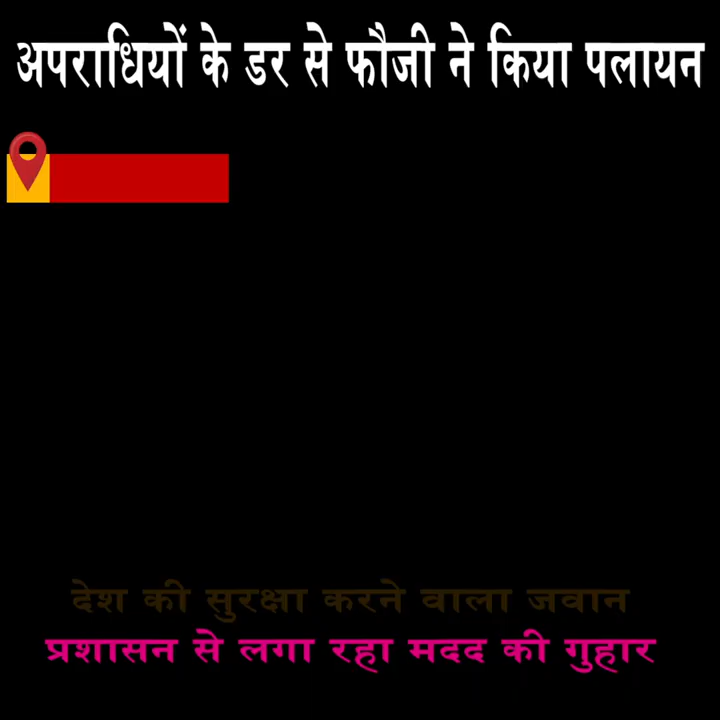 अपराधियों के डर से फौजी ने किया पलायन
देश की सुरक्षा करने वाला जवान
प्रशासन से लगा रहा मदद की गुहार